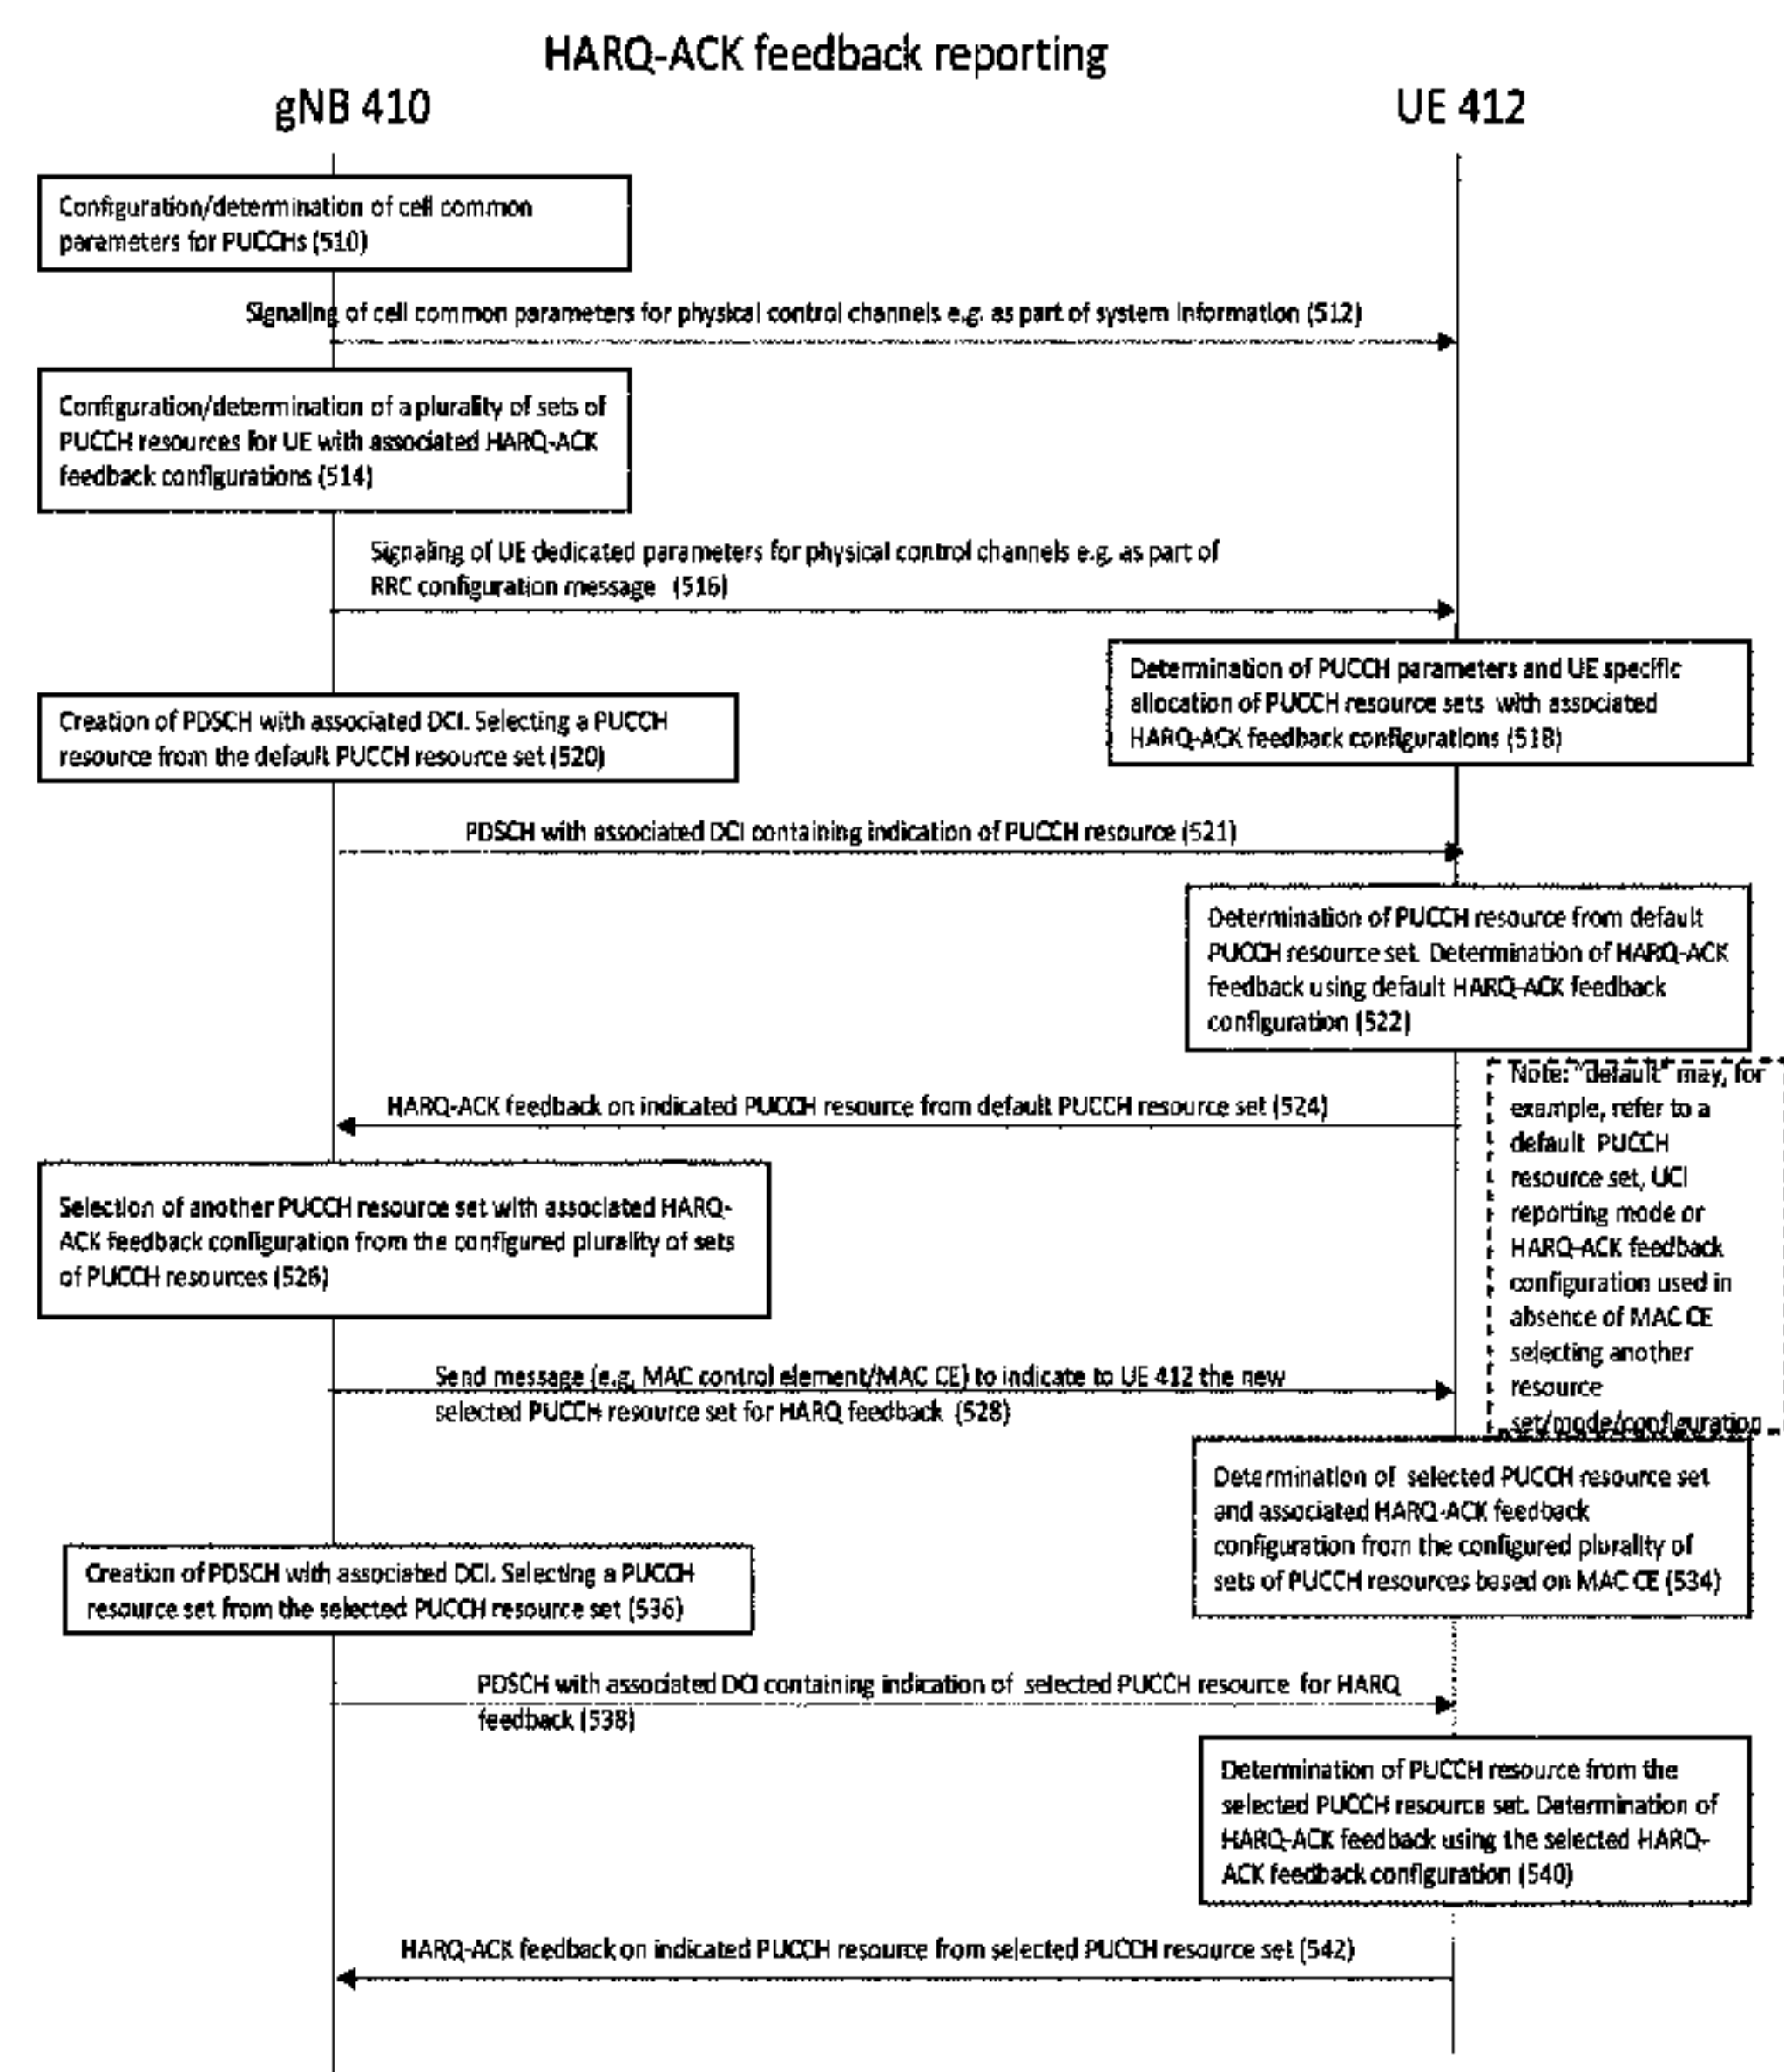 HARQ-ACK feedback reporting
gNB 410
UE 412
Configuration/determination of cell common
parameters for PUCCHs (510)
Signaling of cell common parameters for physical control channels e.g. as part of system information (512)
Configuration/determination of a plurality of sets of
PUCCH resources for UE with associated HARQ-ACK
feedback configurations (514)
Signaling of UE dedicated parameters for physical control channels e.g. as part of
RRC configuration message (516)
Determination of PUCCH parameters and UE specific
allocation of PUCCH resource sets with associated
HARQ-ACK feedback configurations (518)
Creation of PDSCH with associated DCI. Selecting a PUCCH
resource from the default PUCCH resource set (520)
PDSCH with associated DCI containing indication of PUCCH resource (521)
Determination of PUCCH resource from default
PUCCH resource set. Determination of HARQ-ACK
feedback using default HARQ-ACK feedback
configuration (522)
Note: "default" may, for
example, refer to a
default PUCCH
resource set, UCI
reporting mode or
HARQ-ACK feedback
configuration used in
absence of MAC CE
selecting another
resource
set/mode/configuration
HARQ-ACK feedback on indicated PUCCH resource from default PUCCH resource set (524)
Selection of another PUCCH resource set with associated HARQ-
ACK feedback configuration from the configured plurality of sets
of PUCCH resources (526)
Send message (e.g. MAC control element/MAC CE) to indicate to UE 412 the new
selected PUCCH resource set for HARQ feedback (528)
Determination of selected PUCCH resource set
and associated HARQ-ACK feedback
configuration from the configured plurality of
sets of PUCCH resources based on MAC CE (534)
Creation of PDSCH with associated DCI. Selecting a PUCCH
resource set from the selected PUCCH resource set (536)
PDSCH with associated DCI containing indication of selected PUCCH resource for HARQ
feedback (538)
Determination of PUCCH resource from the
selected PUCCH resource set. Determination of
HARQ-ACK feedback using the selected HARQ-
ACK feedback configuration (540)
HARQ-ACK feedback on indicated PUCCH resource from selected PUCCH resource set (542)